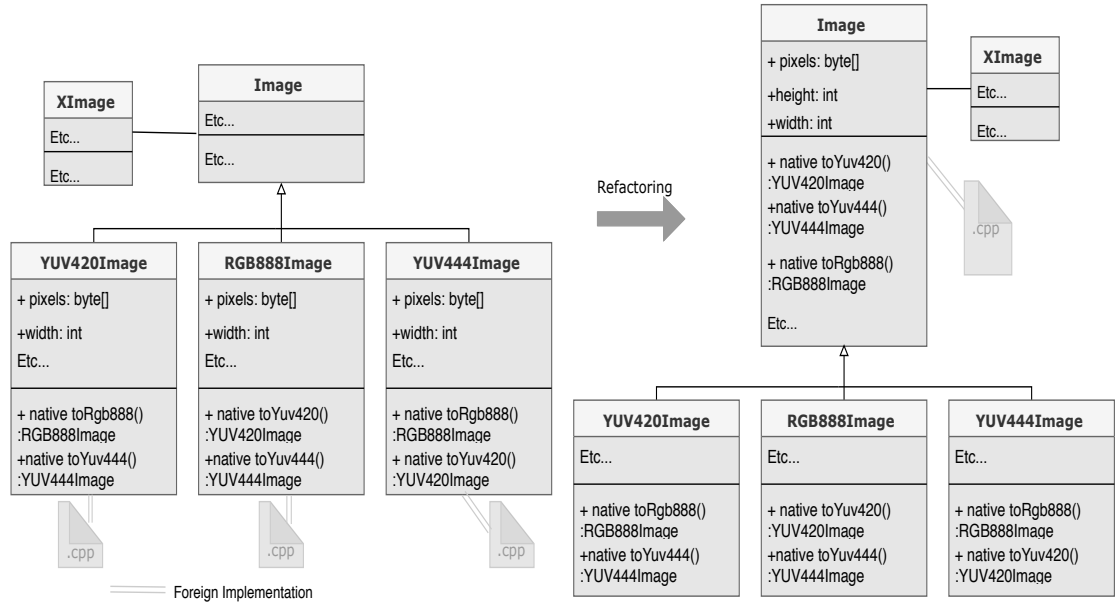 XImage
Etc...
Etc...
Image
Etc...
Etc...
YUV420Image
+ pixels: byte[]
+width: int
Etc...
+ native toRgb888()
:RGB888Image
+native toYuv444()
:YUV444Image
.cpp
RGB888Image
+ pixels: byte[]
+width: int
Etc...
+ native toYuv420()
:YUV420Image
+native toYuv444()
:YUV444Image
.cpp
YUV444Image
+ pixels: byte[]
+width: int
Etc...
+ native toRgb888()
:RGB888Image
+ native toYuv420()
:YUV420Image
.cpp
Foreign Implementation
Refactoring
Image
+ pixels: byte[]
+height: int
+width: int
+ native toYuv420()
:YUV420Image
+native toYuv444()
:YUV444Image
+ native toRgb888()
:RGB888Image
Etc...
XImage
Etc...
Etc...
.cpp
YUV420Image
Etc...
+ native toRgb888()
:RGB888Image
+native toYuv444()
:YUV444Image
RGB888Image
Etc...
+ native toYuv420()
:YUV420Image
+native toYuv444()
:YUV444Image
YUV444Image
Etc...
+ native toRgb888()
:RGB888Image
+ native toYuv420()
:YUV420Image